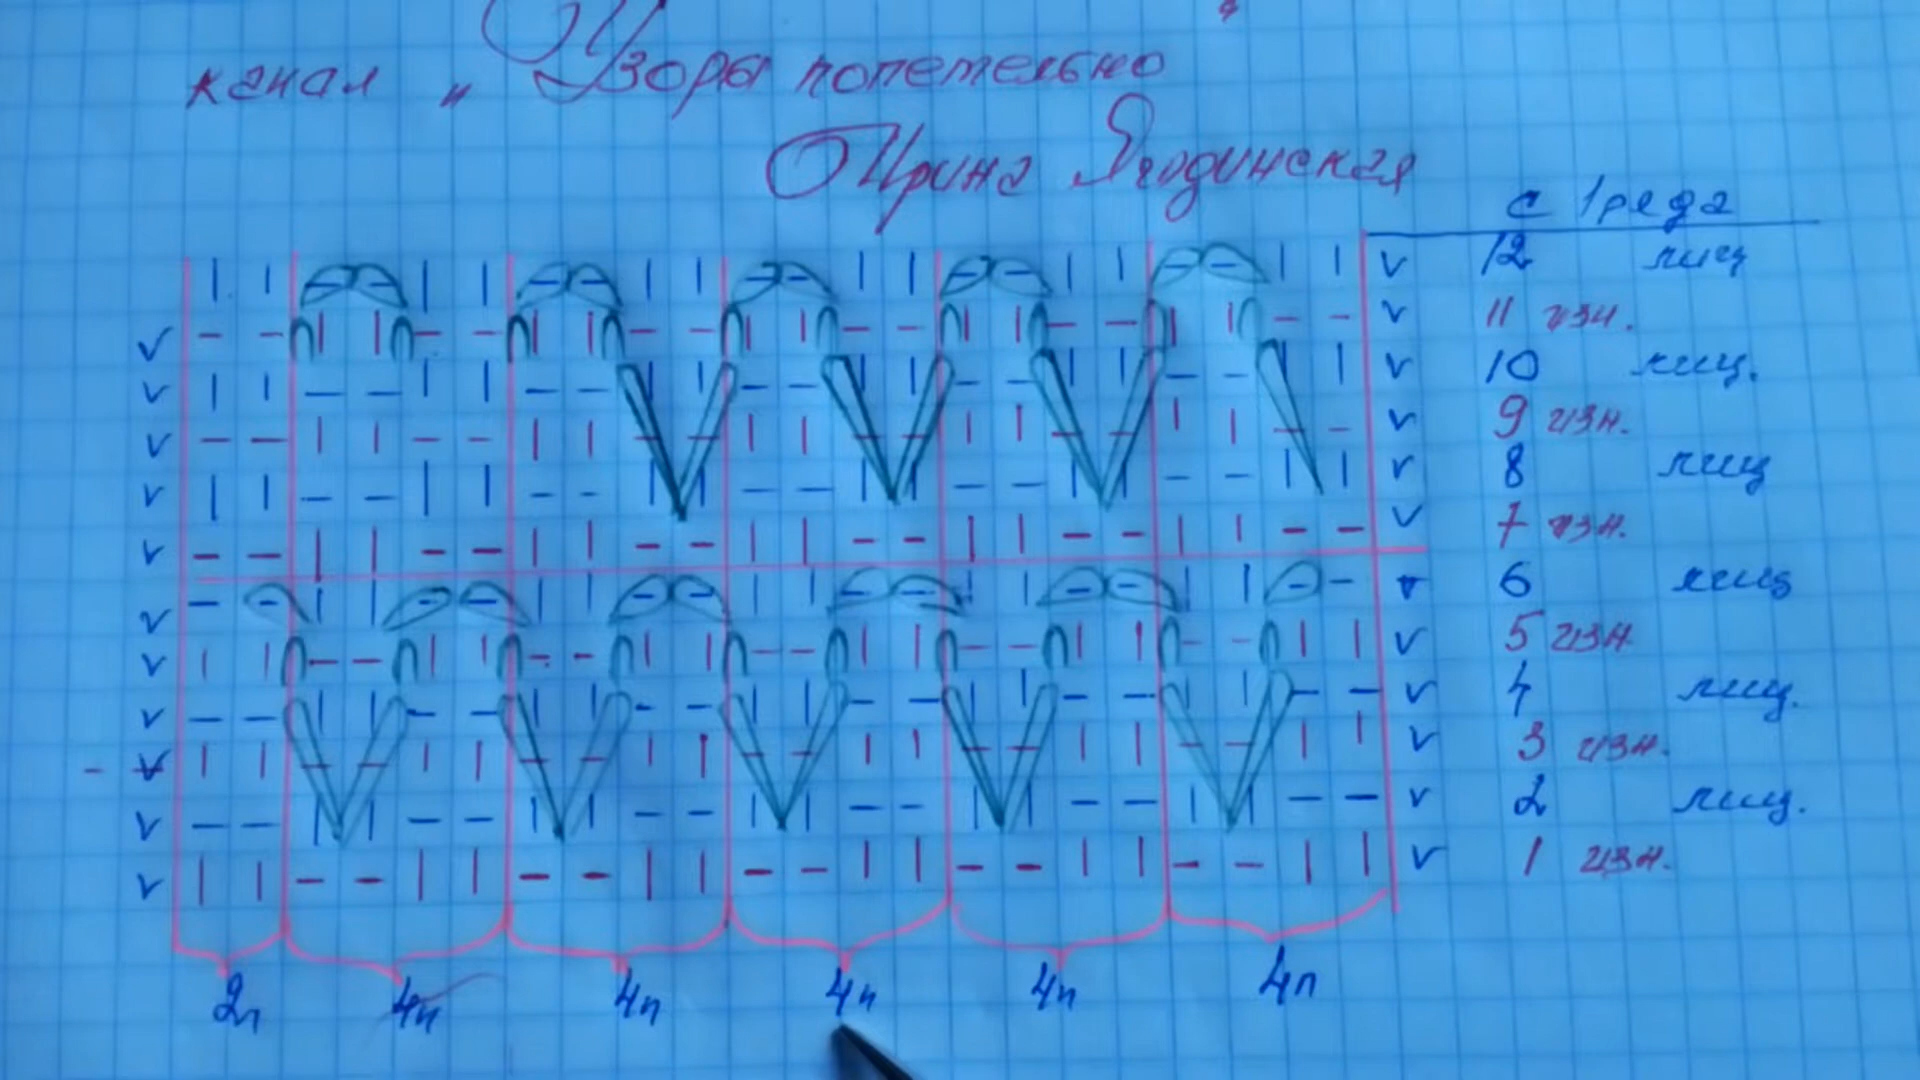 канал "Узоры попетельно"
Ирина Ягодинская
с 1 ряда
12 лиц
11 изн.
10 лиц.
9 изн.
8 лиц
7 изн.
6 лиц
5 изн.
4 лиц.
3 изн.
2 лиц.
1 изн.
2п 4п 4п 4п 4п 4п